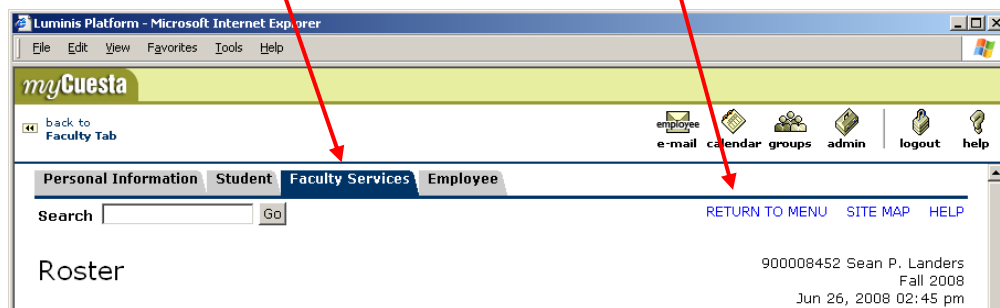 Luminis Platform - Microsoft Internet Explorer
File Edit View Favorites Tools Help
myCuesta
back to
Faculty Tab
employee
e-mail calendar groups admin logout help
Personal Information Student Faculty Services Employee
Search Go
RETURN TO MENU SITE MAP HELP
Roster
900008452 Sean P. Landers
Fall 2008
Jun 26, 2008 02:45 pm